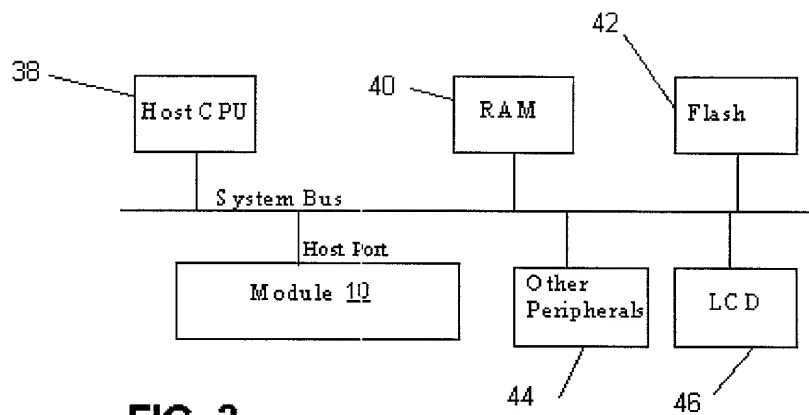 38
Host CPU
40
RAM
42
Flash
System Bus
Host Port
Module 10
Other
Peripherals
LCD
44
46